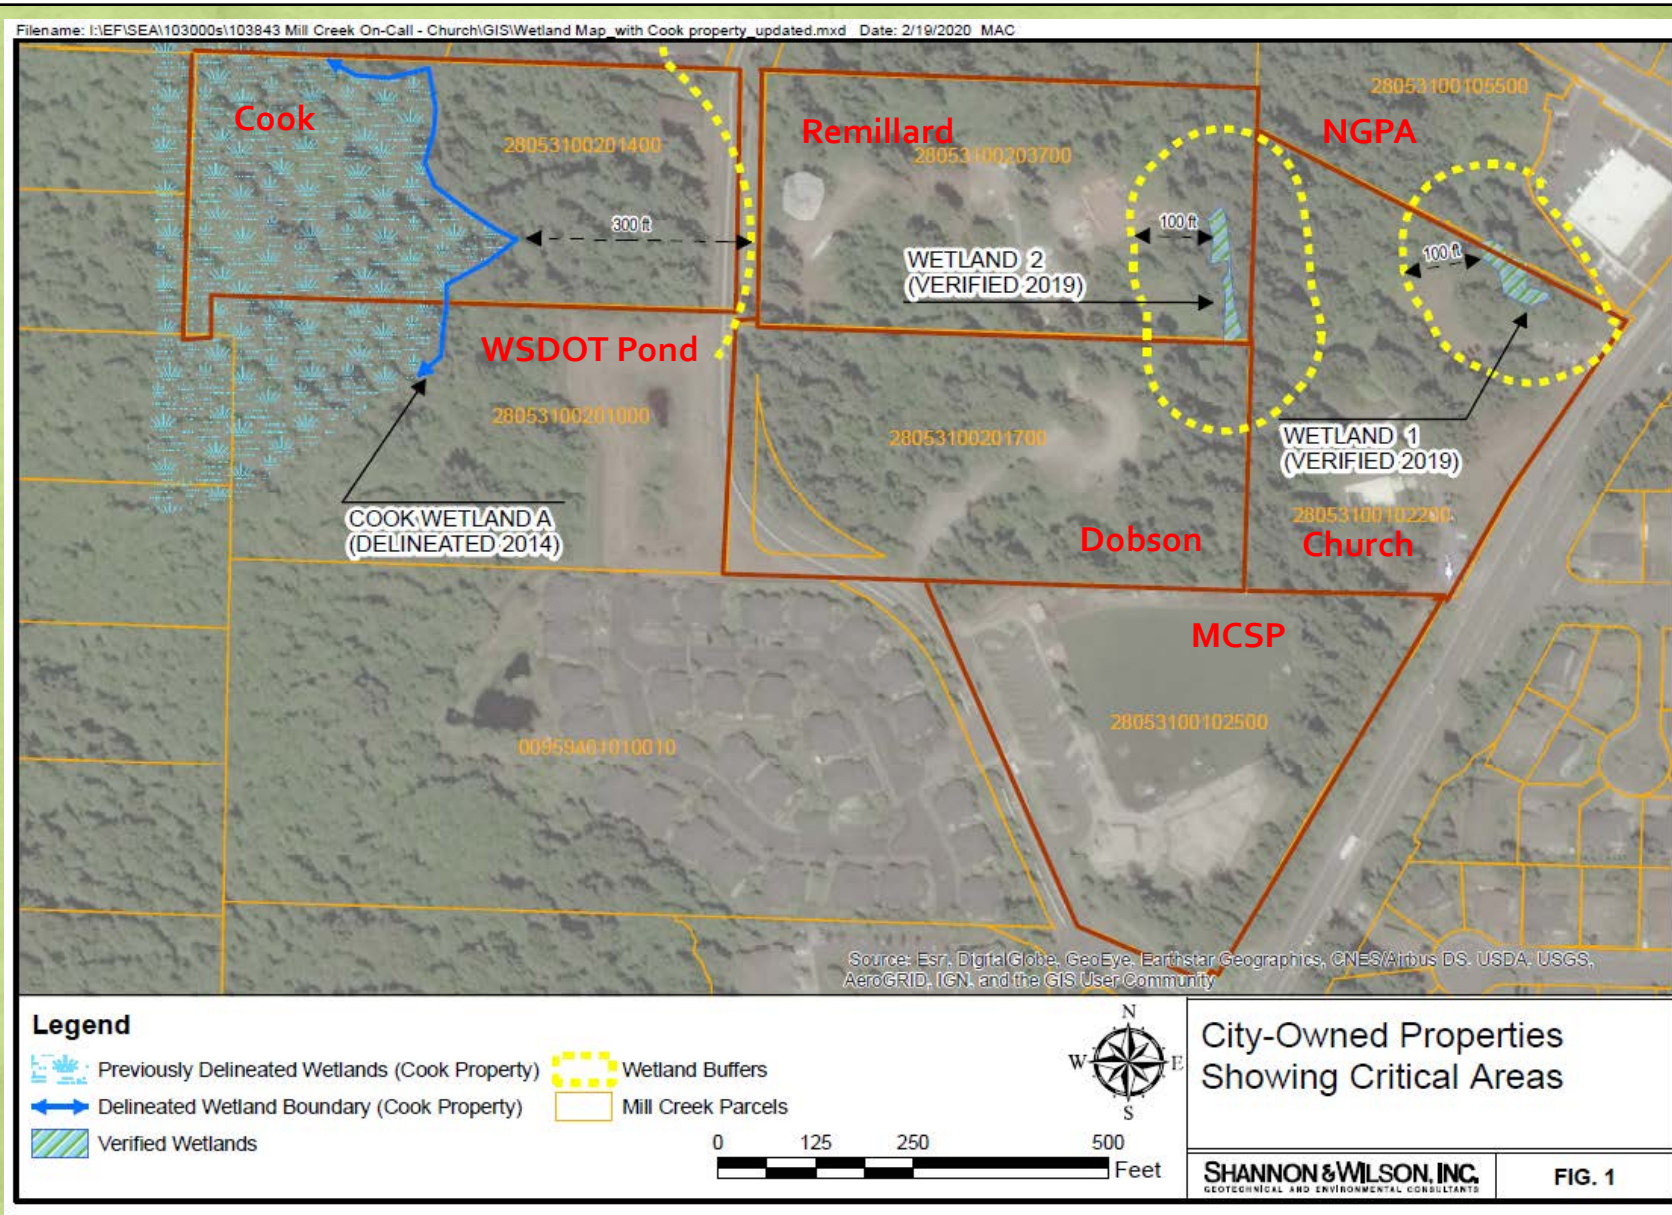 Filename: I:\EF\SEA\103000s\103843 Mill Creek On-Call - Church\GIS\Wetland Map_with Cook property_updated.mxd Date: 2/19/2020 MAC
Cook
28053100201400
Remillard
28053100203700
NGPA
28053100105500
300 ft
100 ft
100 ft
WETLAND 2
(VERIFIED 2019)
WSDOT Pond
28053100201000
28053100201700
WETLAND 1
(VERIFIED 2019)
COOK WETLAND A
(DELINEATED 2014)
28053100102200
Dobson
Church
MCSP
28053100102500
00959401010010
Source: Esri, DigitalGlobe, GeoEye, Earthstar Geographics, CNES/Airbus DS, USDA, USGS,
AeroGRID, IGN, and the GIS User Community
Legend
Previously Delineated Wetlands (Cook Property)
Delineated Wetland Boundary (Cook Property)
Verified Wetlands
Wetland Buffers
Mill Creek Parcels
N
W E
S
0 125 250 500
Feet
City-Owned Properties
Showing Critical Areas
SHANNON & WILSON, INC.
GEOTECHNICAL AND ENVIRONMENTAL CONSULTANTS
FIG. 1